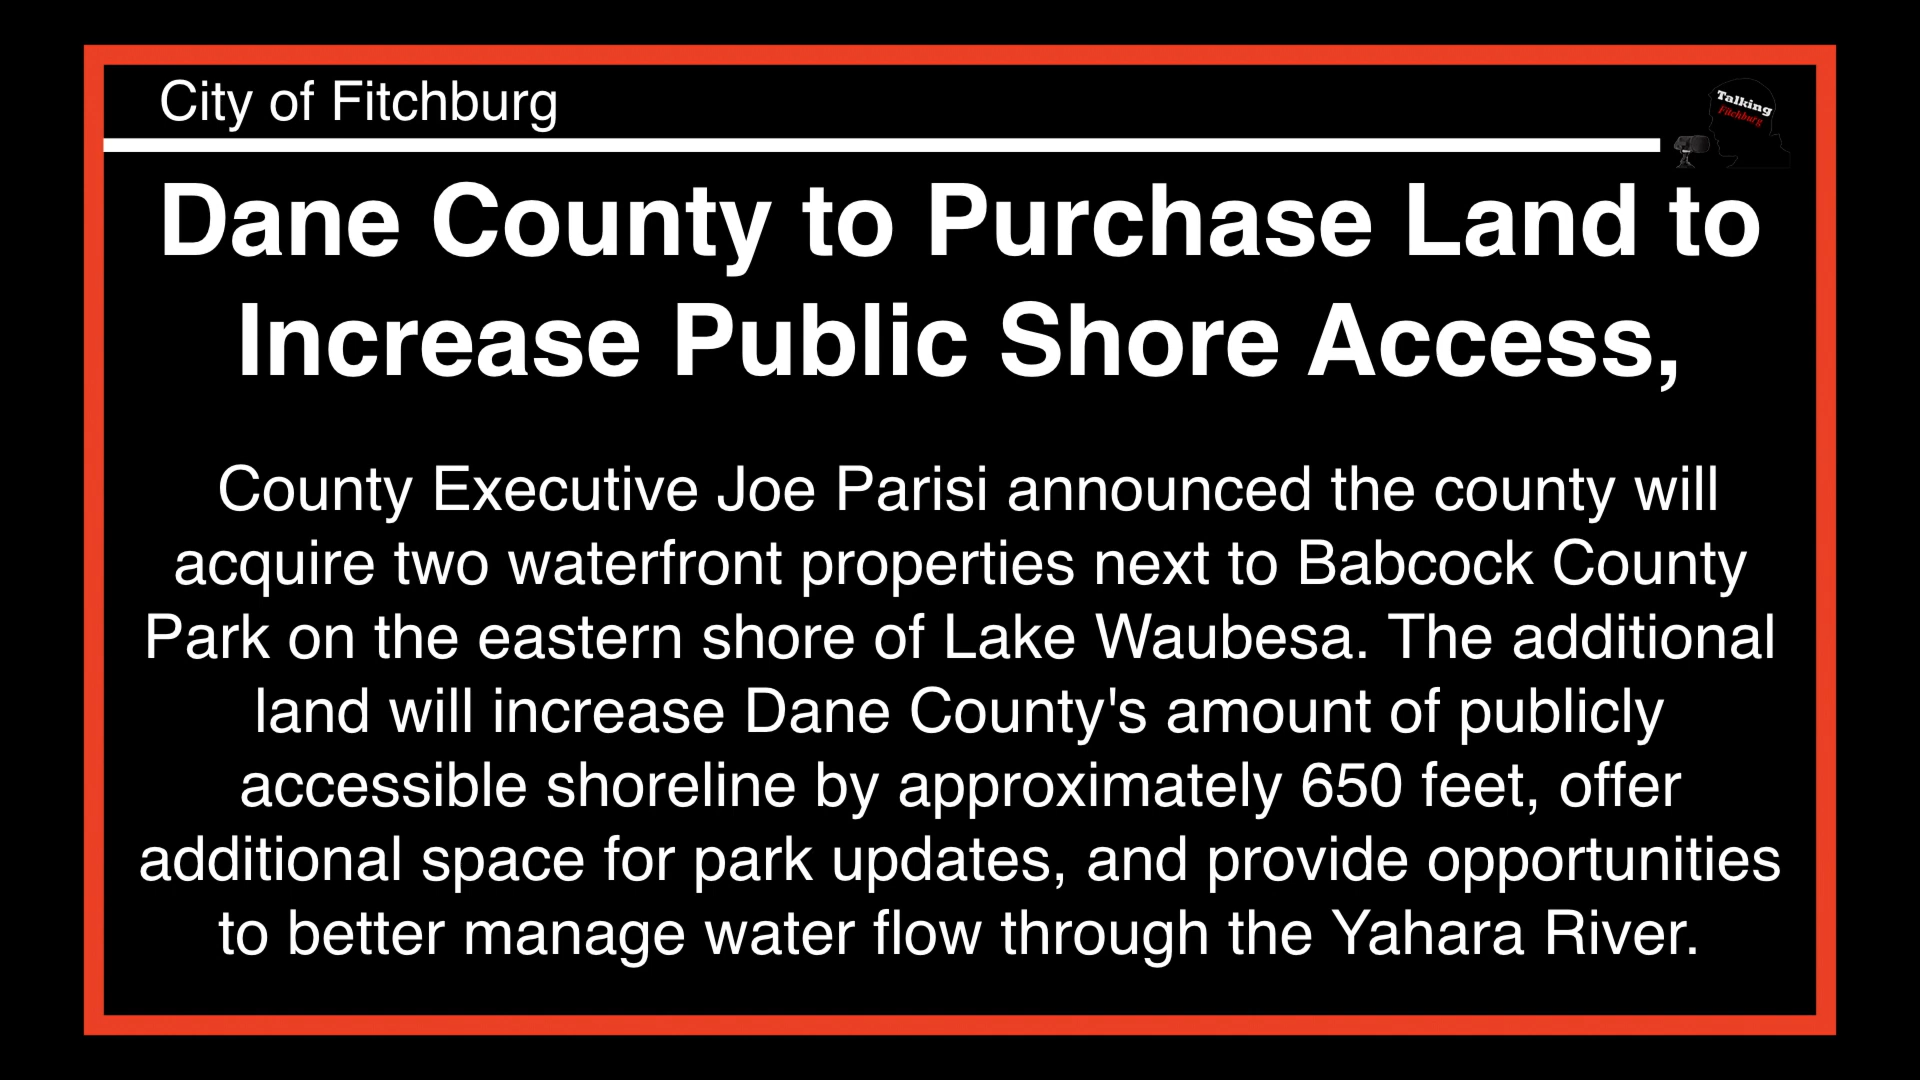 City of Fitchburg
Talking
Fitchburg
Dane County to Purchase Land to
Increase Public Shore Access,
County Executive Joe Parisi announced the county will
acquire two waterfront properties next to Babcock County
Park on the eastern shore of Lake Waubesa. The additional
land will increase Dane County's amount of publicly
accessible shoreline by approximately 650 feet, offer
additional space for park updates, and provide opportunities
to better manage water flow through the Yahara River.